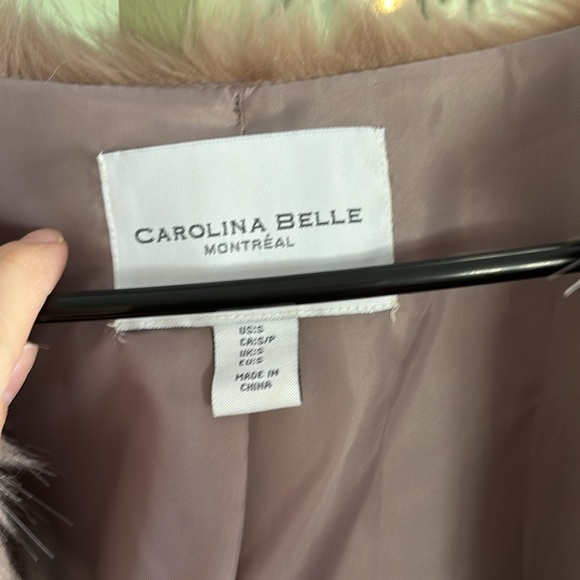 CAROLINA BELLE
MONTRÉAL
US:S
CA:S/P
UK:S
EU:S
MADE IN
CHINA